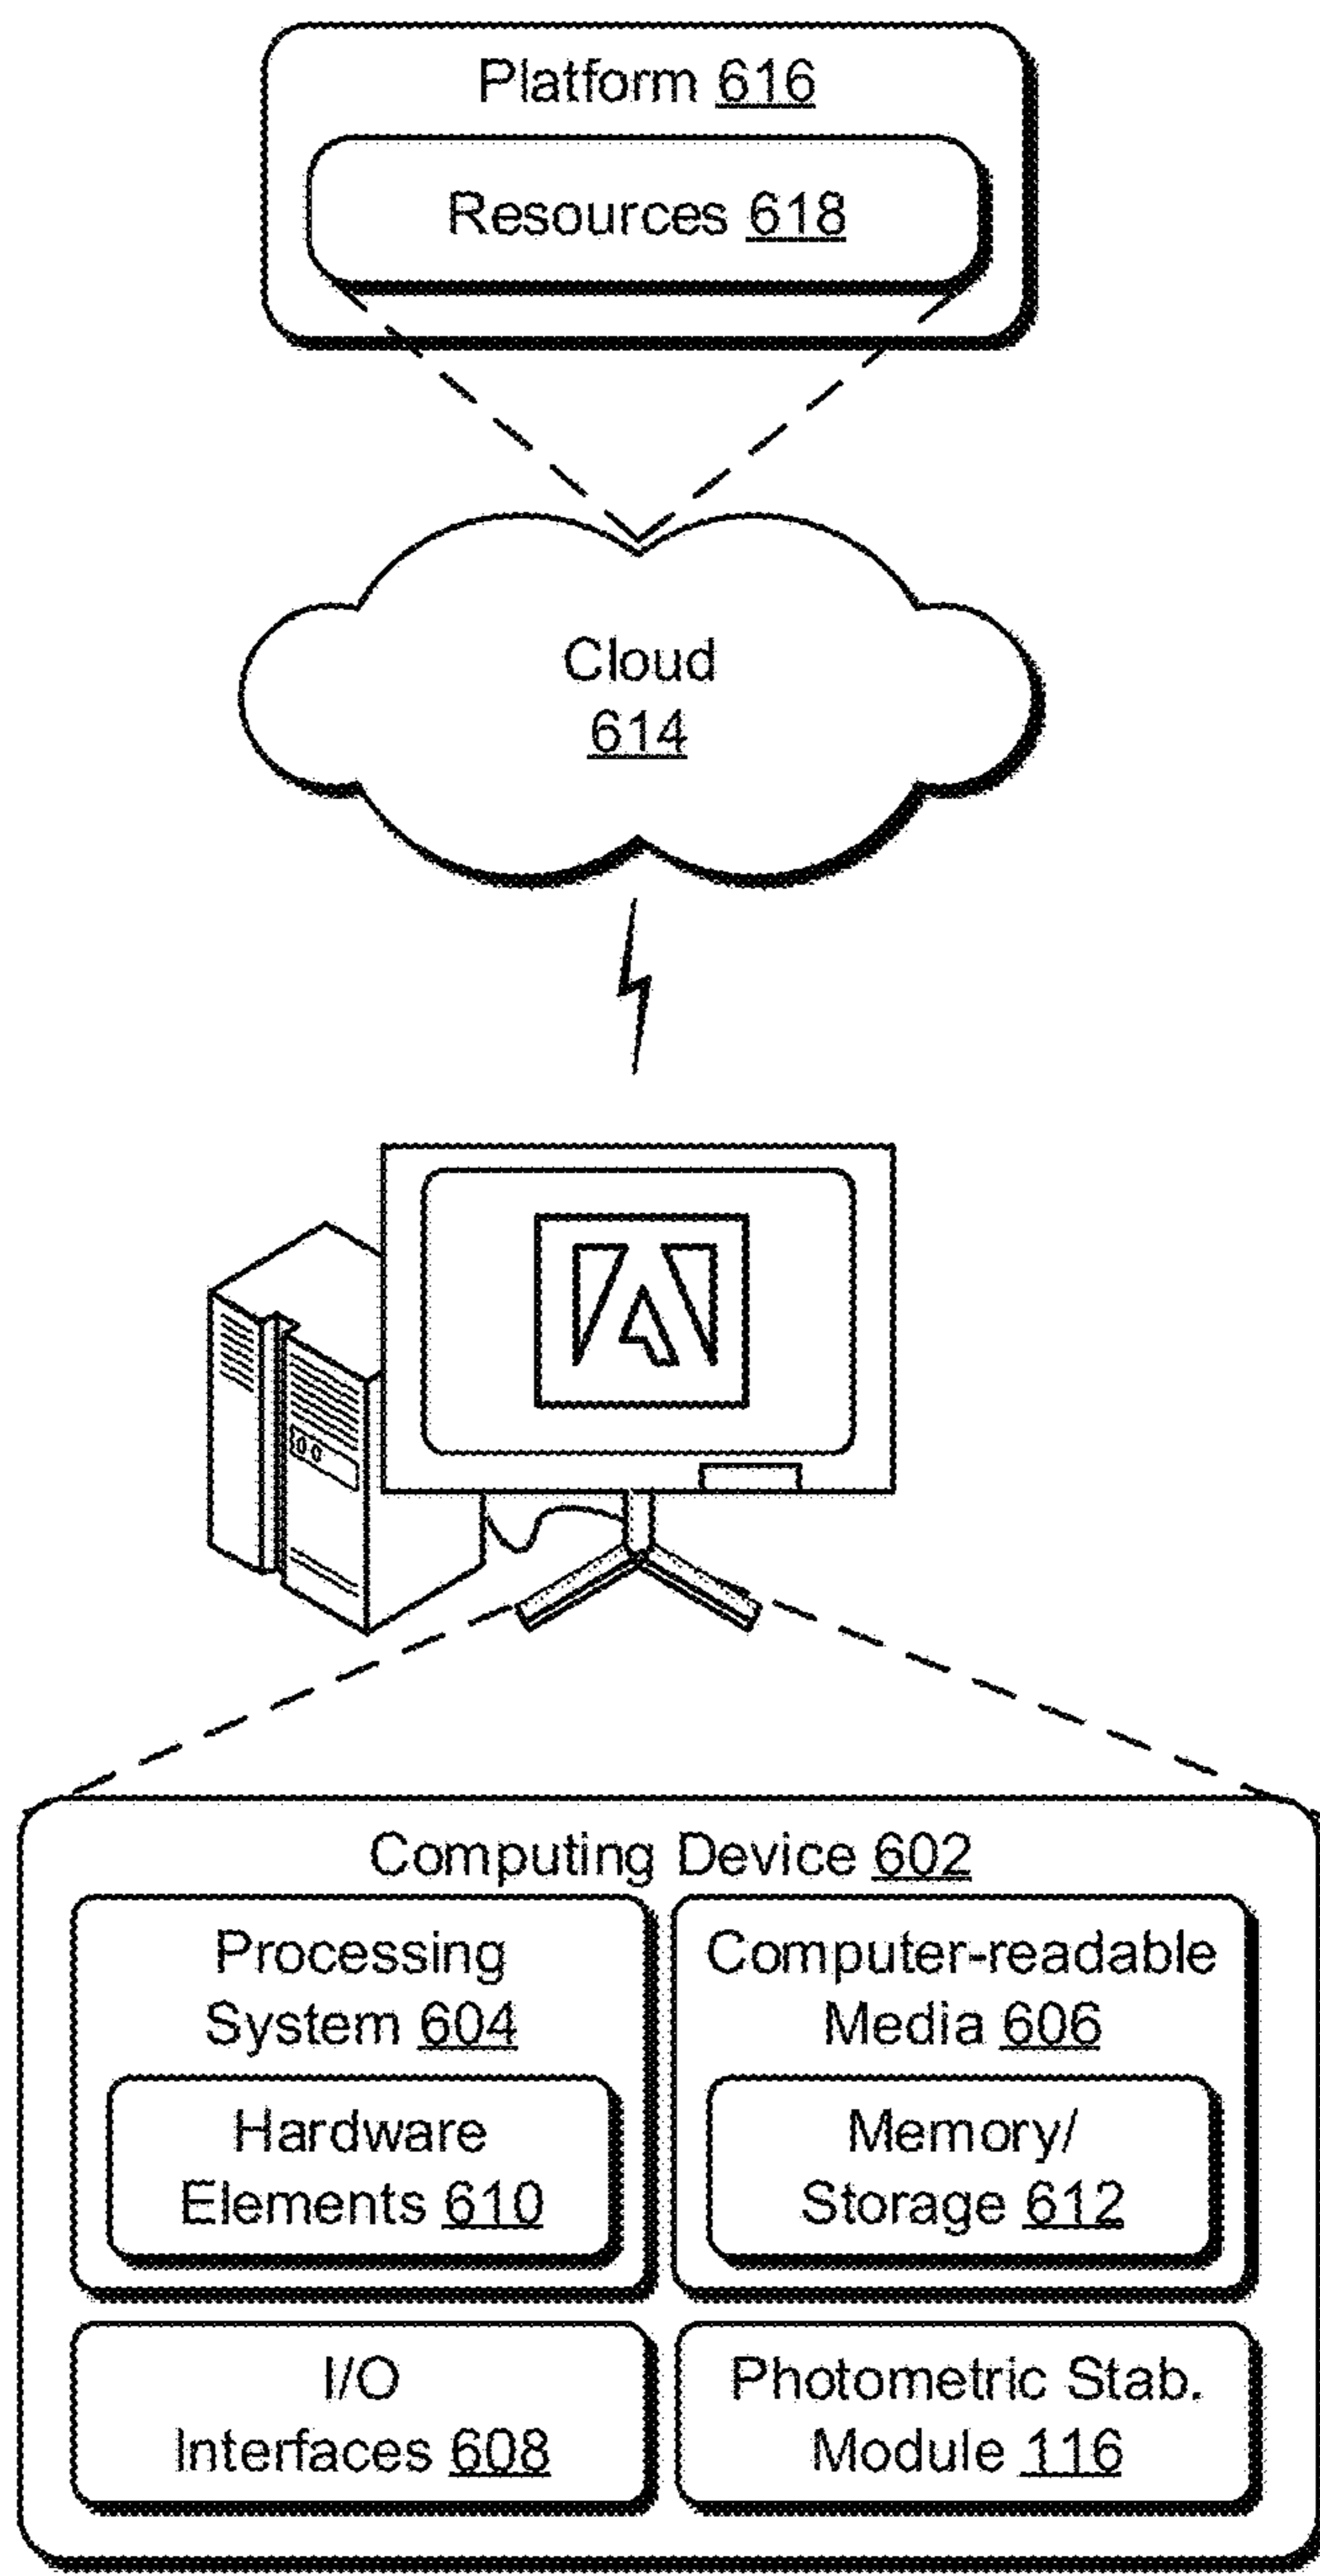 Platform 616
Resources 618
Cloud
614
Computing Device 602
Processing
System 604
Hardware
Elements 610
Computer-readable
Media 606
Memory/
Storage 612
I/O
Interfaces 608
Photometric Stab.
Module 116